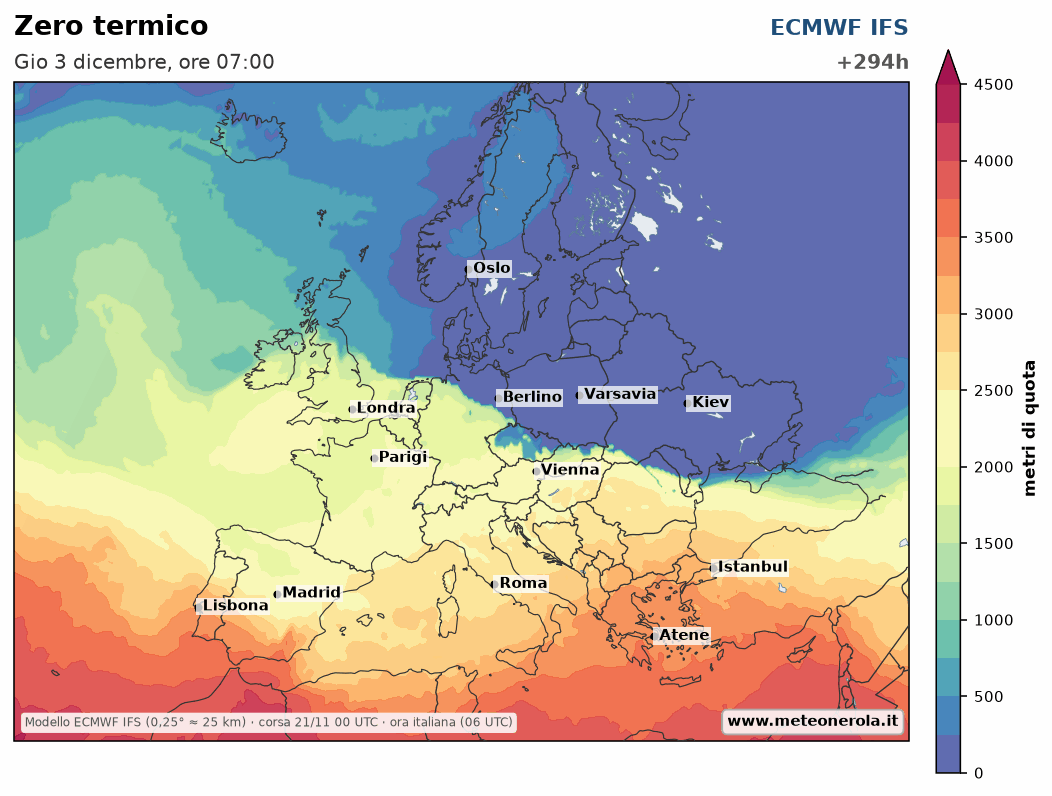 Zero termico
ECMWF IFS
Gio 3 dicembre, ore 07:00
+294h
4500
4000
3500
3000
2500
2000
1500
1000
500
0
metri di quota
Oslo
Berlino
Varsavia
Kiev
Londra
Parigi
Vienna
Istanbul
Roma
Madrid
Lisbona
Atene
Modello ECMWF IFS (0,25° ≈ 25 km) · corsa 21/11 00 UTC · ora italiana (06 UTC)
www.meteonerola.it